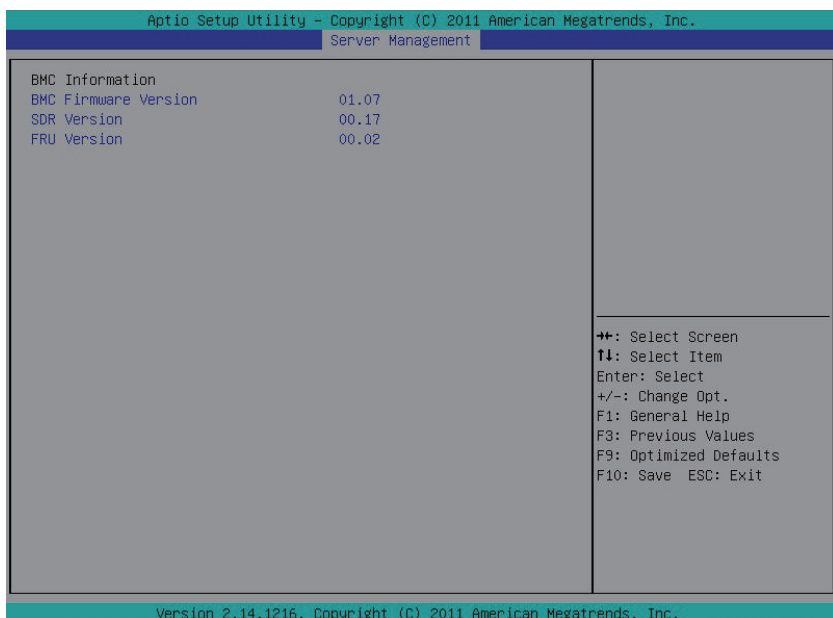 Aptio Setup Utility – Copyright (C) 2011 American Megatrends, Inc.
Server Management
BMC Information
BMC Firmware Version 01.07
SDR Version 00.17
FRU Version 00.02
→←: Select Screen
↑↓: Select Item
Enter: Select
+/-: Change Opt.
F1: General Help
F3: Previous Values
F9: Optimized Defaults
F10: Save ESC: Exit
Version 2.14.1216. Copyright (C) 2011 American Megatrends, Inc.